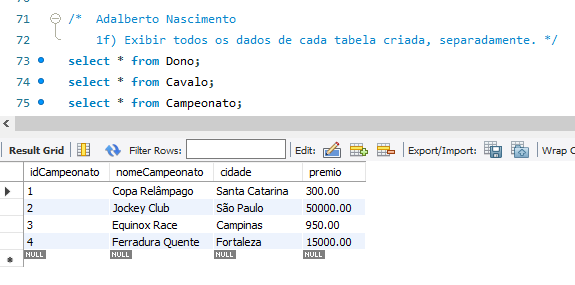 71 /* Adalberto Nascimento
72 1f) Exibir todos os dados de cada tabela criada, separadamente. */
73 select * from Dono;
74 select * from Cavalo;
75 select * from Campeonato;
Result Grid Filter Rows: Edit: Export/Import: Wrap C
idCampeonato nomeCampeonato cidade premio
1 Copa Relâmpago Santa Catarina 300.00
2 Jockey Club São Paulo 50000.00
3 Equinox Race Campinas 950.00
4 Ferradura Quente Fortaleza 15000.00
NULL NULL NULL NULL